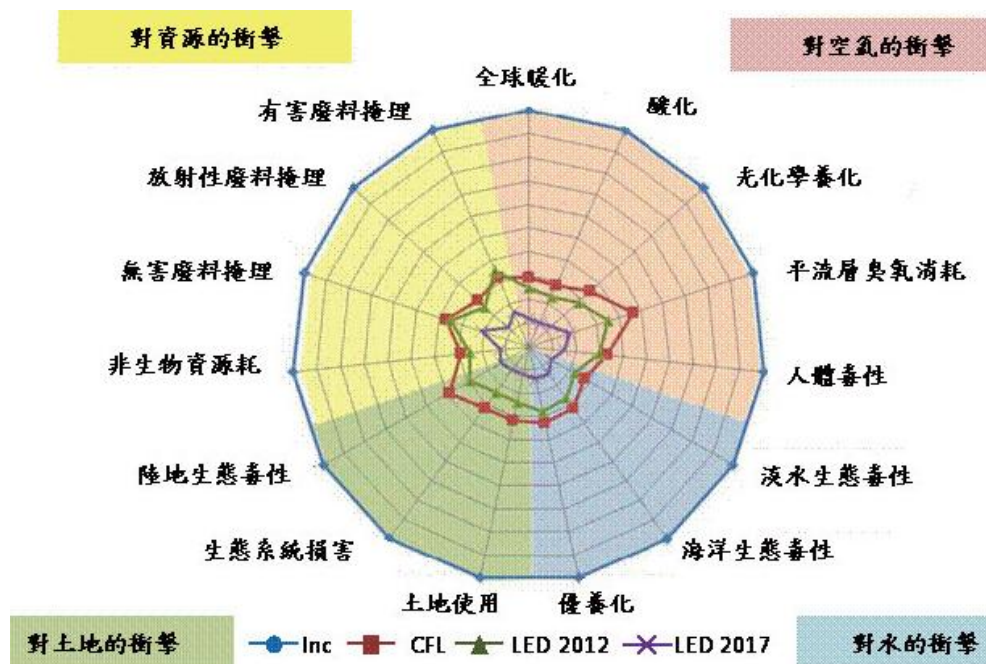 對資源的衝擊
對空氣的衝擊
全球暖化
有害廢料掩埋
酸化
放射性廢料掩埋
光化學養化
無害廢料掩埋
平流層臭氧消耗
非生物資源耗
人體毒性
陸地生態毒性
淡水生態毒性
生態系統損害
海洋生態毒性
土地使用
優養化
對土地的衝擊
Inc
CFL
LED 2012
LED 2017
對水的衝擊